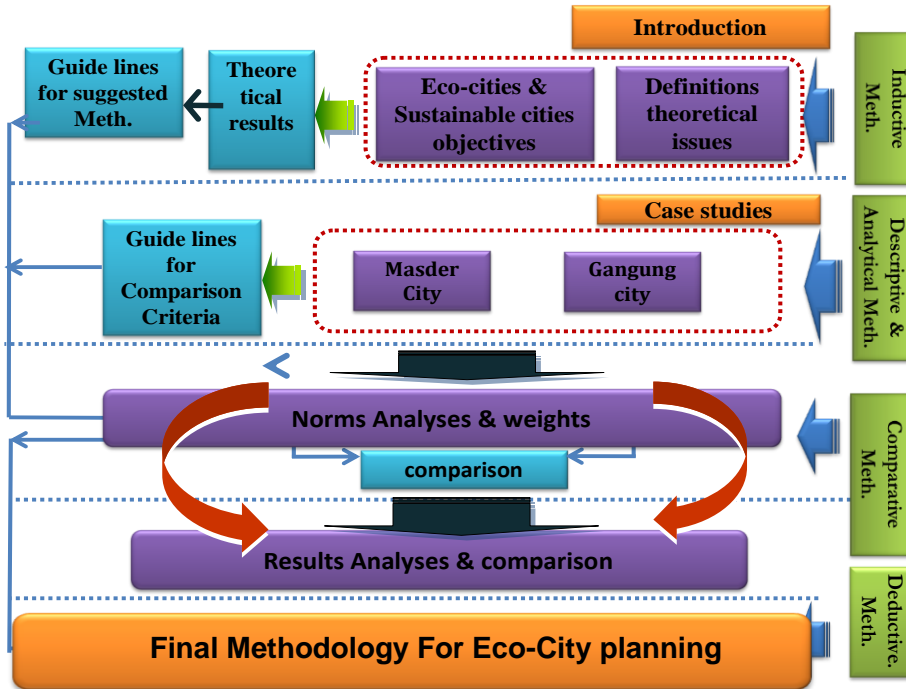 Introduction
Guide lines
for suggested
Meth.
Theore
tical
results
Eco-cities &
Sustainable cities
objectives
Definitions
theoretical
issues
Inductive
Meth.
Case studies
Guide lines
for
Comparison
Criteria
Masder
City
Gangung
city
Descriptive &
Analytical Meth.
Norms Analyses & weights
comparison
Comparative
Meth.
Results Analyses & comparison
Deductive.
Meth.
Final Methodology For Eco-City planning